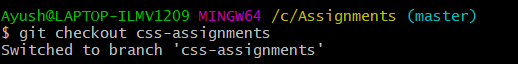 Ayush@LAPTOP-ILMV1209 MINGW64 /c/Assignments (master)
$ git checkout css-assignments
Switched to branch 'css-assignments'